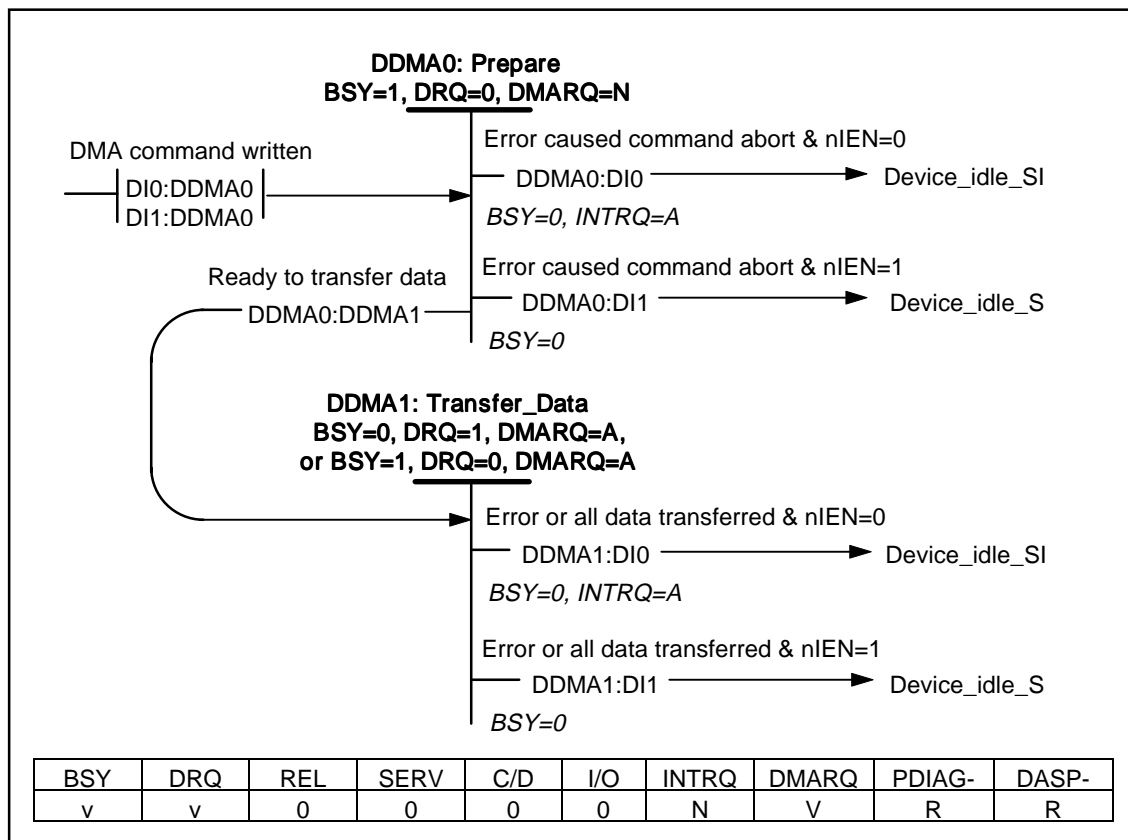 DDMA0: Prepare
BSY=1, DRQ=0, DMARQ=N
Error caused command abort & nIEN=0
DMA command written
DDMA0:DI0
Device_idle_SI
DI0:DDMA0
DI1:DDMA0
BSY=0, INTRQ=A
Error caused command abort & nIEN=1
Ready to transfer data
DDMA0:DI1
Device_idle_S
DDMA0:DDMA1
BSY=0
DDMA1: Transfer_Data
BSY=0, DRQ=1, DMARQ=A,
or BSY=1, DRQ=0, DMARQ=A
Error or all data transferred & nIEN=0
DDMA1:DI0
Device_idle_SI
BSY=0, INTRQ=A
Error or all data transferred & nIEN=1
DDMA1:DI1
Device_idle_S
BSY=0
BSY DRQ REL SERV C/D I/O INTRQ DMARQ PDIAG- DASP-
v v 0 0 0 0 N V R R